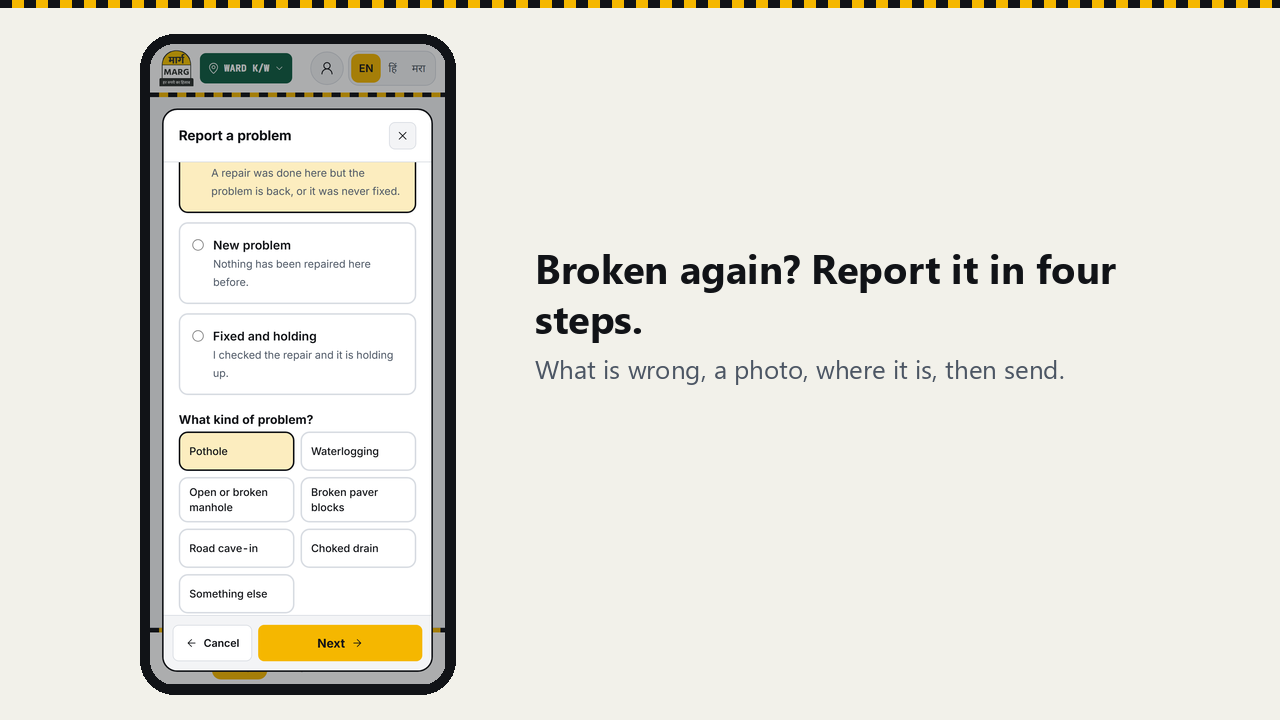 मार्ग
MARG
WARD K/W
EN
हिं
मरा
Report a problem
A repair was done here but the
problem is back, or it was never fixed.
New problem
Nothing has been repaired here
before.
Fixed and holding
I checked the repair and it is holding
up.
What kind of problem?
Pothole
Waterlogging
Open or broken
manhole
Broken paver
blocks
Road cave-in
Choked drain
Something else
Cancel
Next
Broken again? Report it in four
steps.
What is wrong, a photo, where it is, then send.